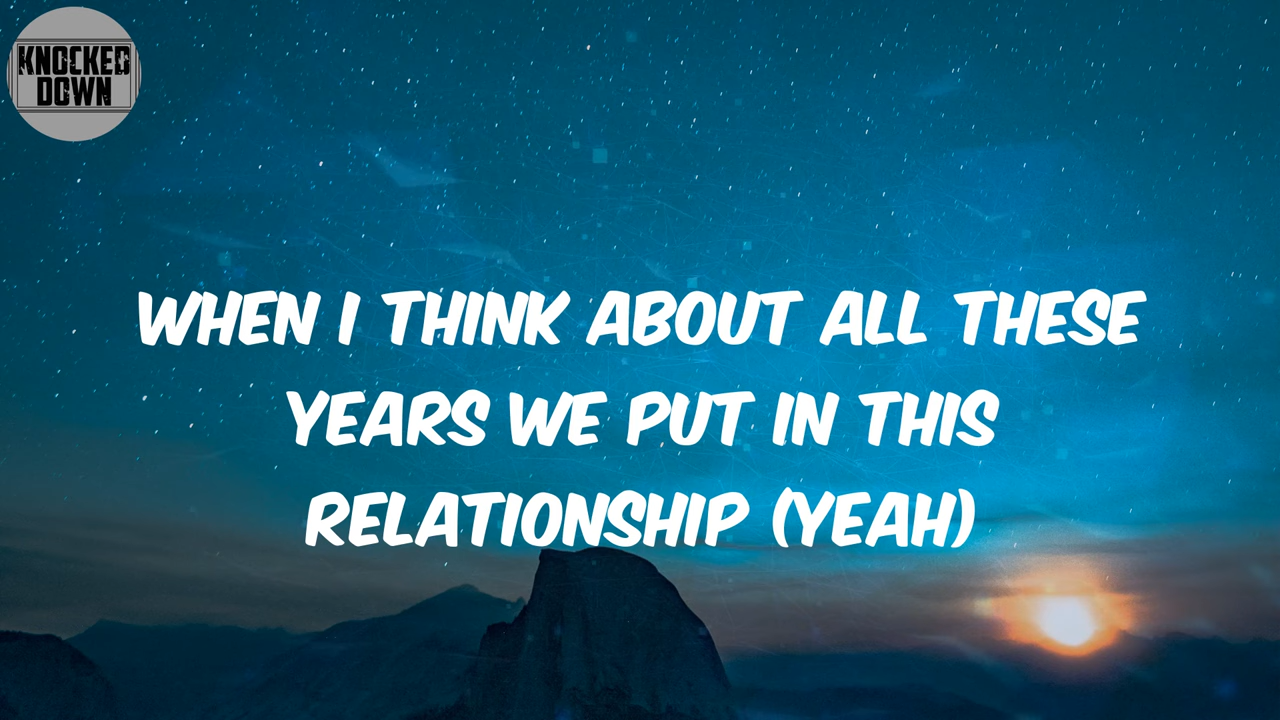 KNOCKED
DOWN
WHEN I THINK ABOUT ALL THESE
YEARS WE PUT IN THIS
RELATIONSHIP (YEAH)